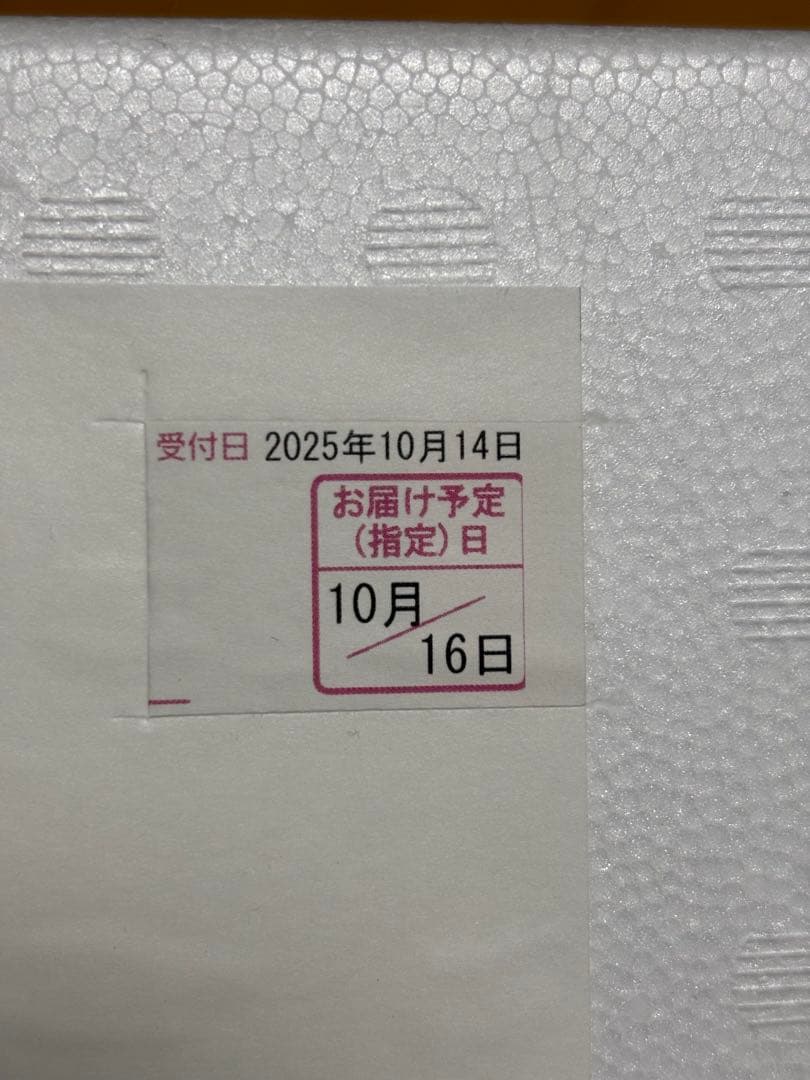 受付日 2025年10月14日
お届け予定
(指定)日
10月
16日